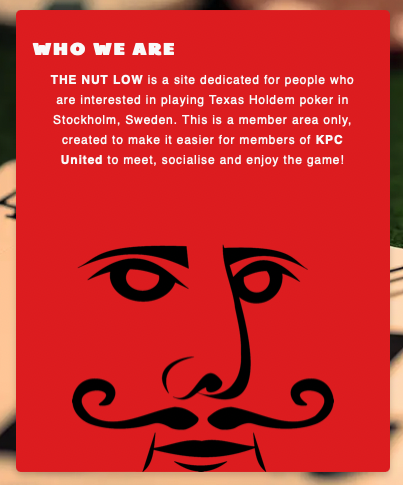 WHO WE ARE
THE NUT LOW is a site dedicated for people who
are interested in playing Texas Holdem poker in
Stockholm, Sweden. This is a member area only,
created to make it easier for members of KPC
United to meet, socialise and enjoy the game!